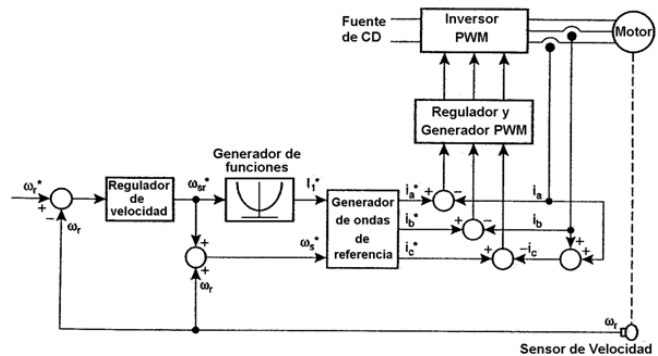 Fuente
de CD
Inversor
PWM
Motor
Regulador y
Generador PWM
Generador de
funciones
ωr*
+
−
ωr
Regulador
de velocidad
ωsr*
I1*
Generador
de ondas
de
referencia
ia*
ib*
ic*
+
−
ia
+
−
ib
+
−ic
+
+
+
+
ωs*
ωr
ωr
Sensor de Velocidad